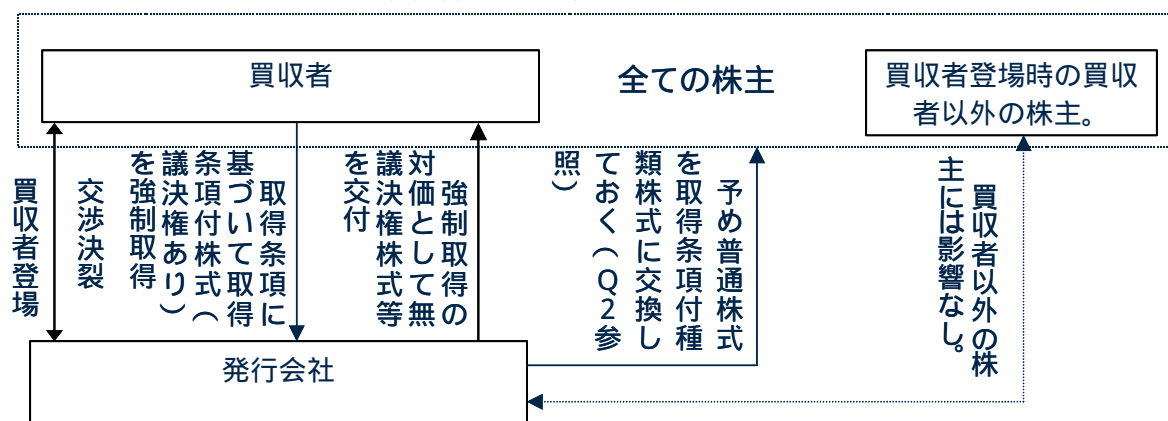 買収者
全ての株主
買収者登場時の買収
者以外の株主。
買収者登場
交渉決裂
取得条項に
基づいて取得
条項付株式（
議決権あり）
を強制取得
強制取得の
対価として無
議決権株式等
を交付
予め普通株式
を取得条項付種
類株式に交換し
ておく（Q2参
照）
買収者以外の株
主には影響なし。
発行会社